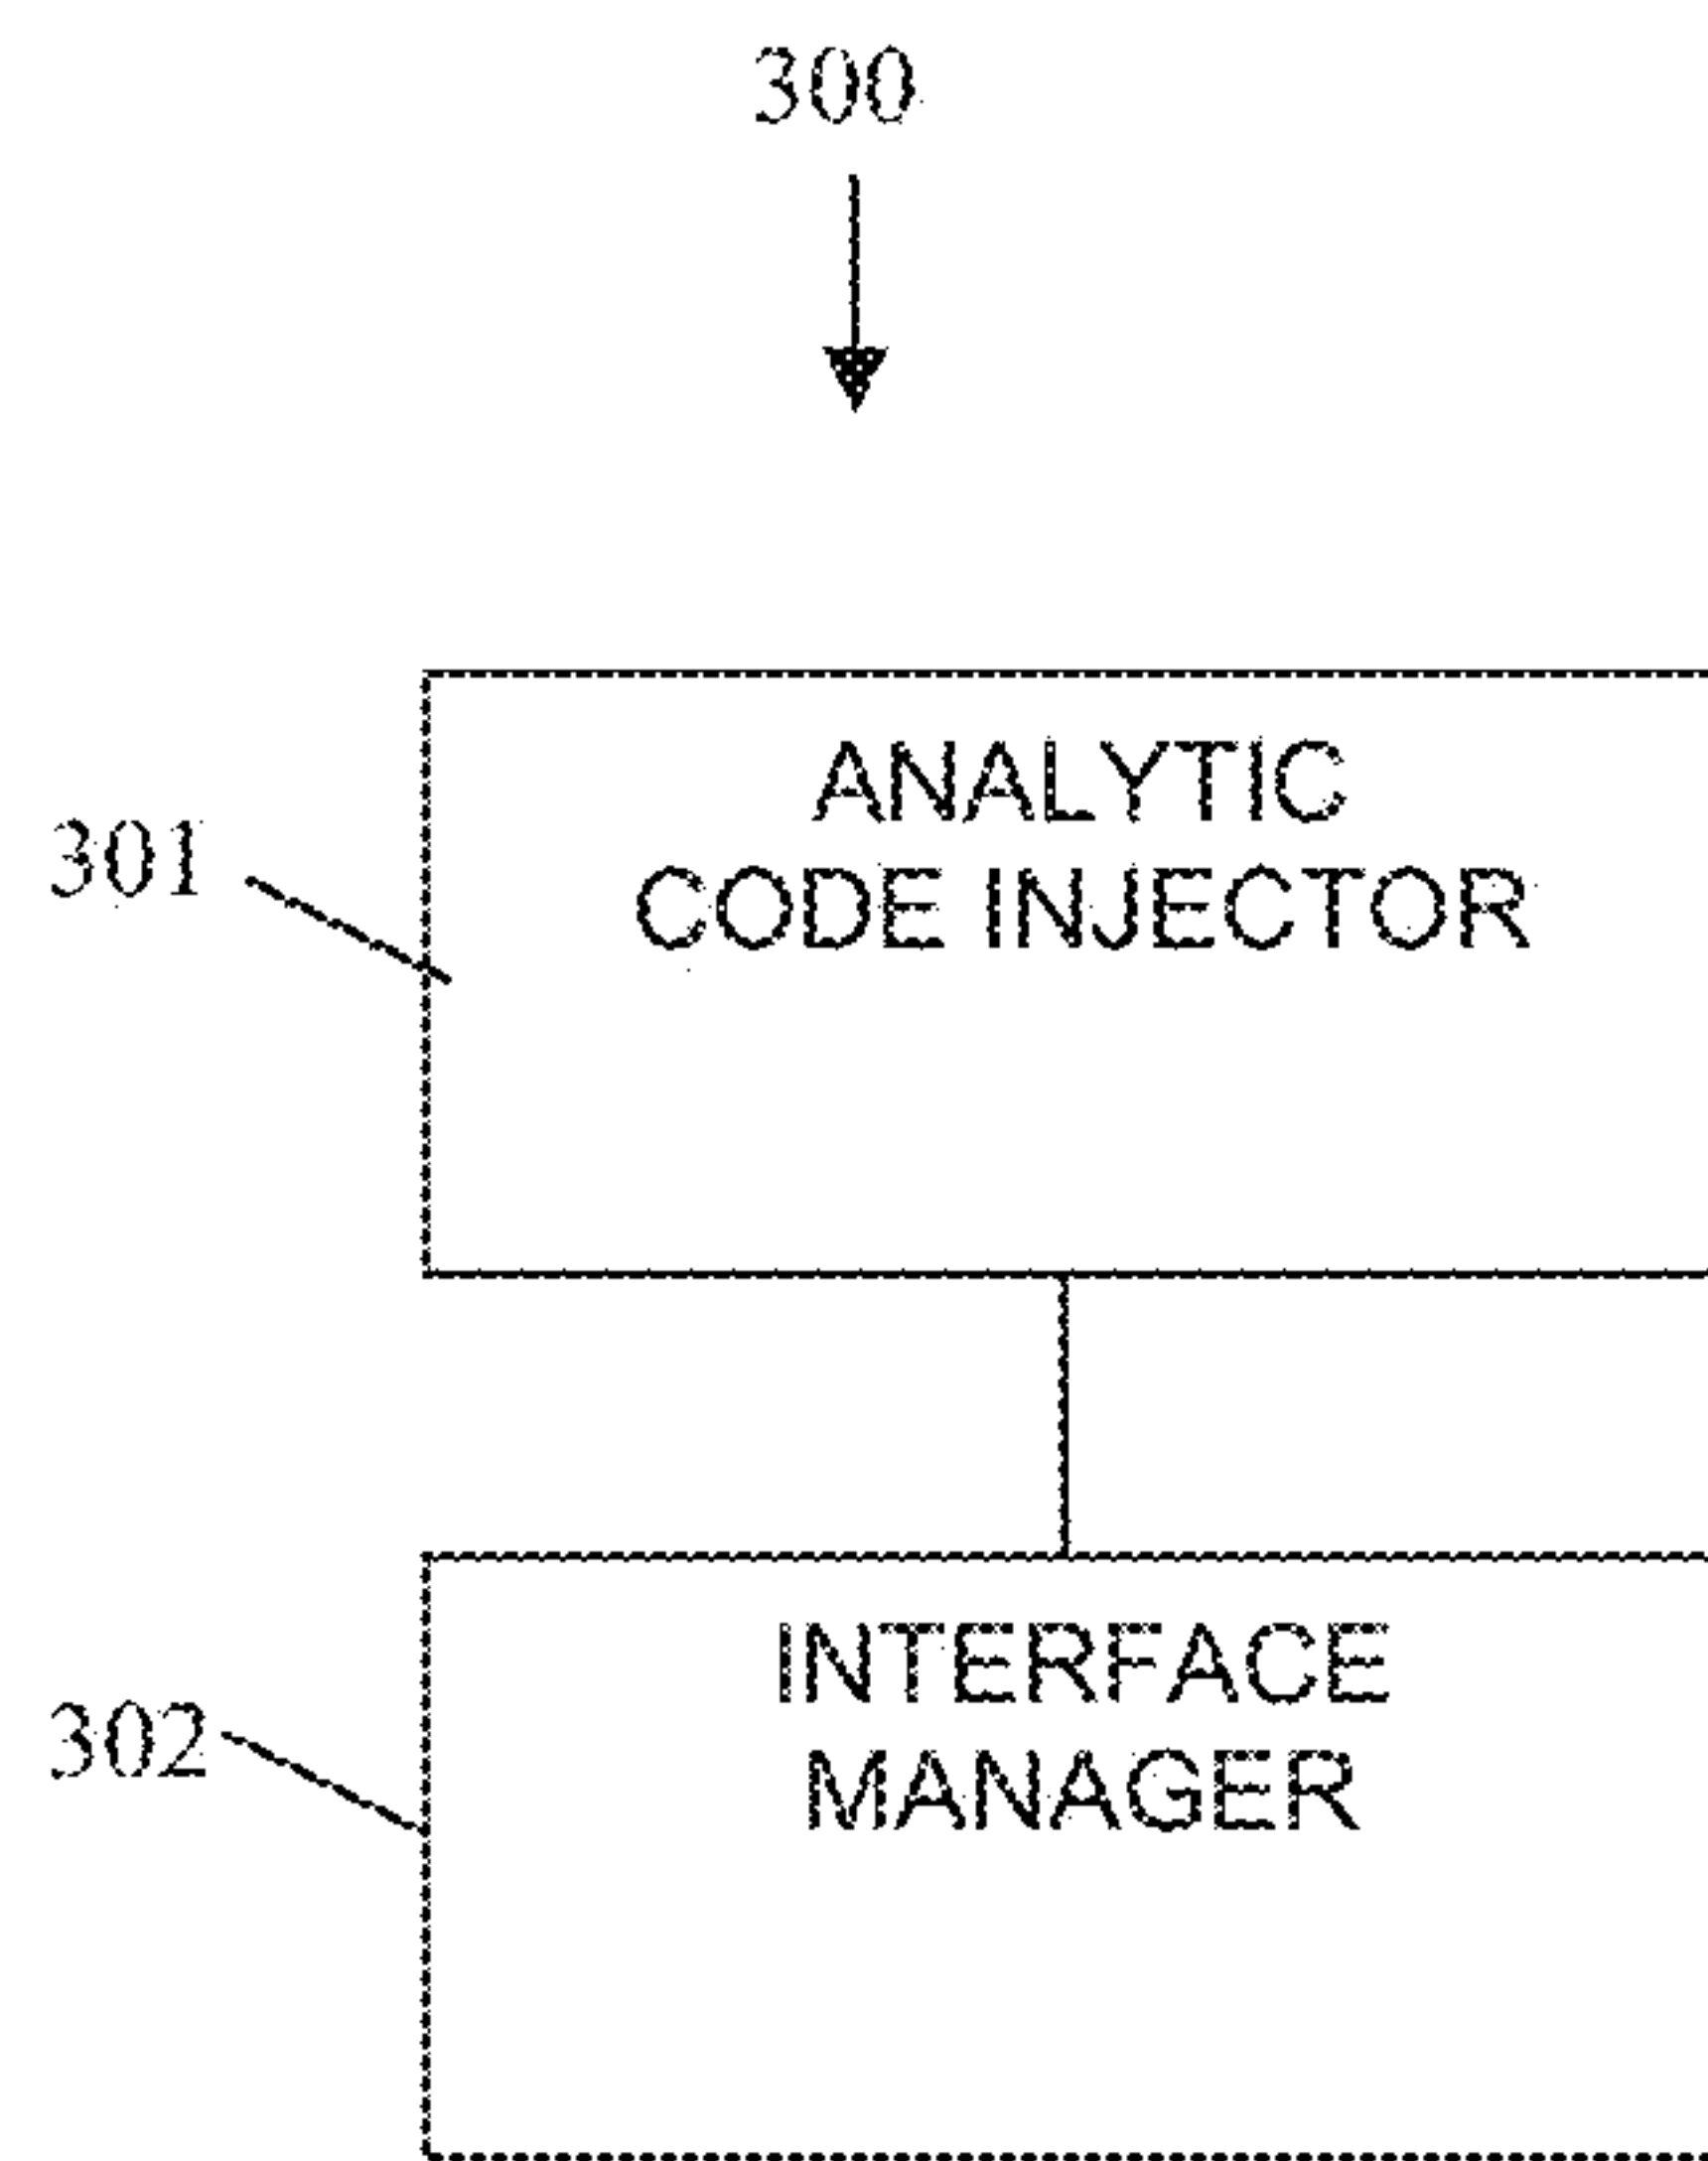 300
ANALYTIC
CODE INJECTOR
301
INTERFACE
MANAGER
302